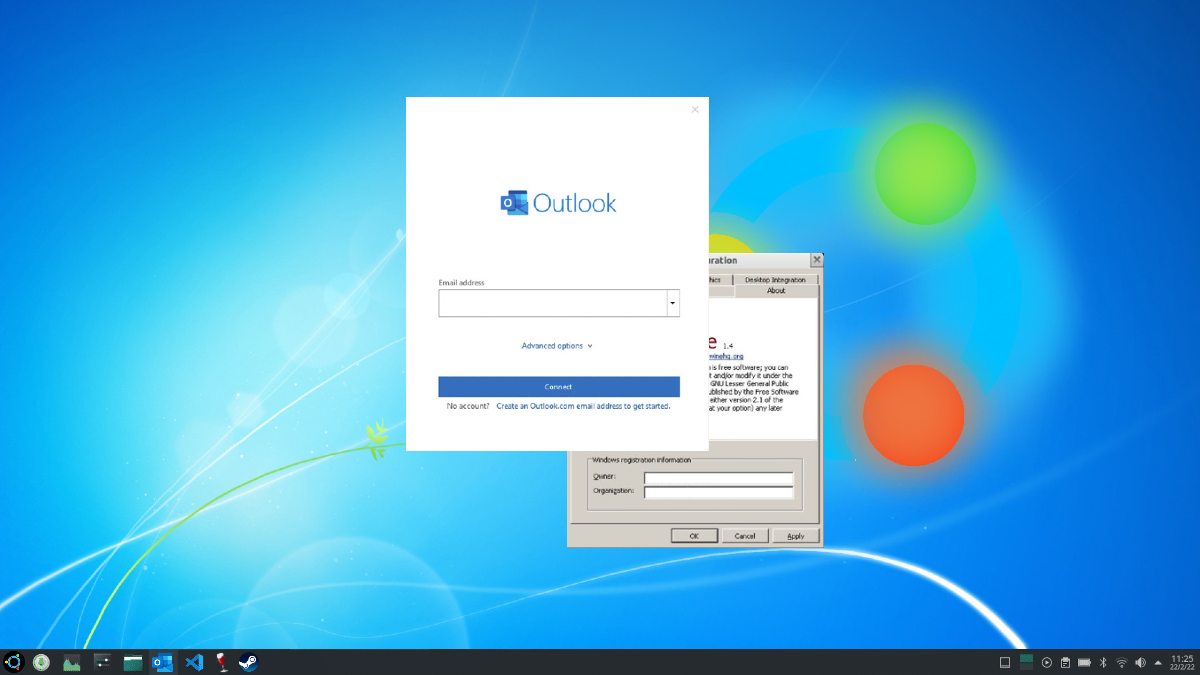 Outlook
Email address
Advanced options
Connect
No account? Create an Outlook.com email address to get started.
Desktop Integration
About
1.4
winehq.org
is free software; you can
and/or modify it under the
GNU Lesser General Public
published by the Free Software
either version 2.1 of the
at your option) any later
Windows registration information
Owner:
Organization:
OK Cancel Apply
11:25
22/2/22